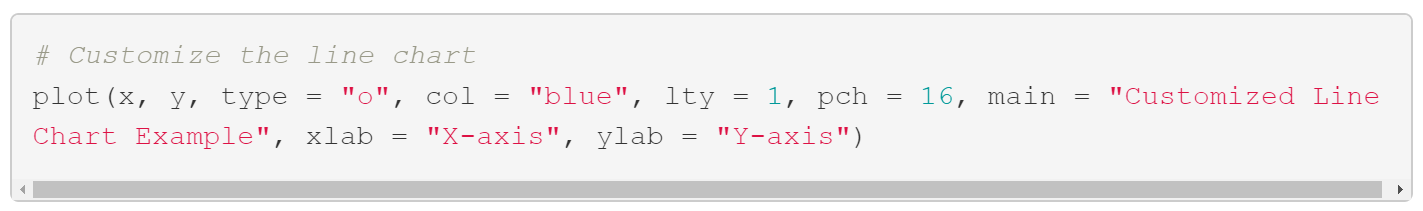 # Customize the line chart
plot(x, y, type = "o", col = "blue", lty = 1, pch = 16, main = "Customized Line
Chart Example", xlab = "X-axis", ylab = "Y-axis")